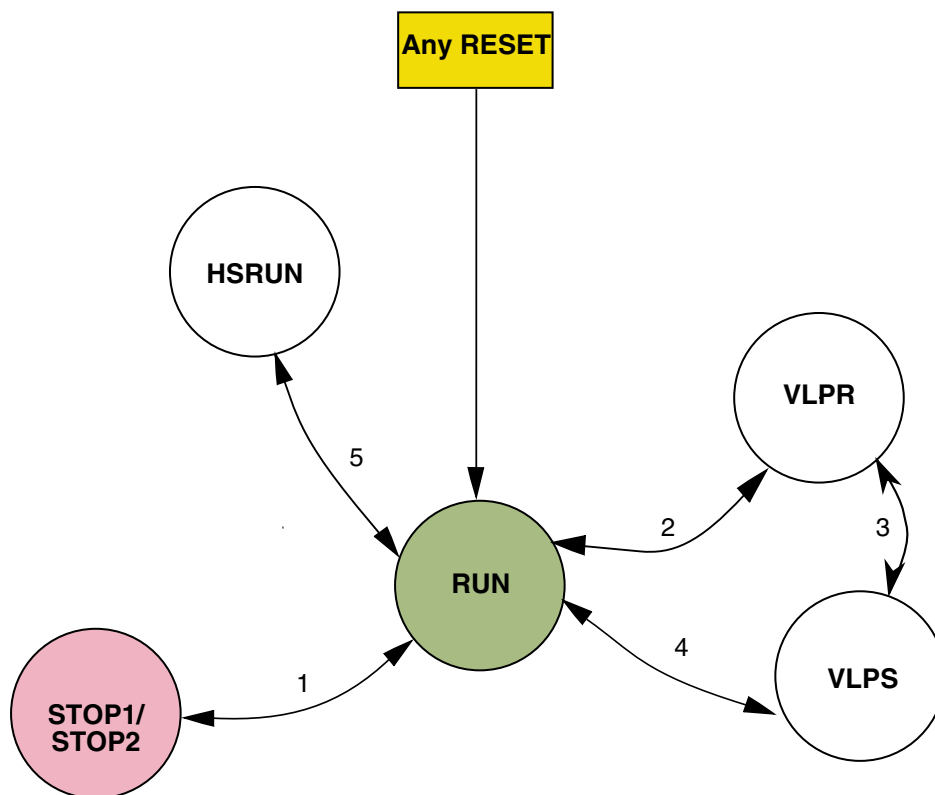 Any RESET
HSRUN
VLPR
5
2
3
RUN
4
VLPS
1
STOP1/
STOP2